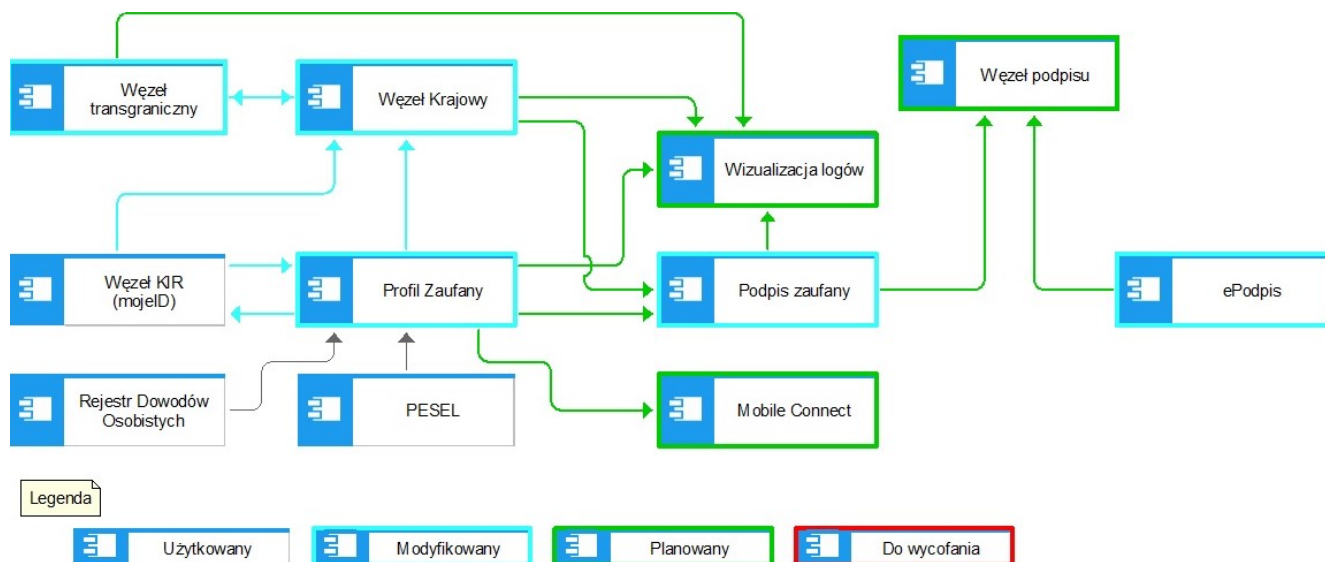 Węzeł
transgraniczny
Węzeł Krajowy
Węzeł podpisu
Wizualizacja logów
Węzeł KIR
(mojeID)
Profil Zaufany
Podpis zaufany
ePodpis
Rejestr Dowodów
Osobistych
PESEL
Mobile Connect
Legenda
Użytkowany
Modyfikowany
Planowany
Do wycofania